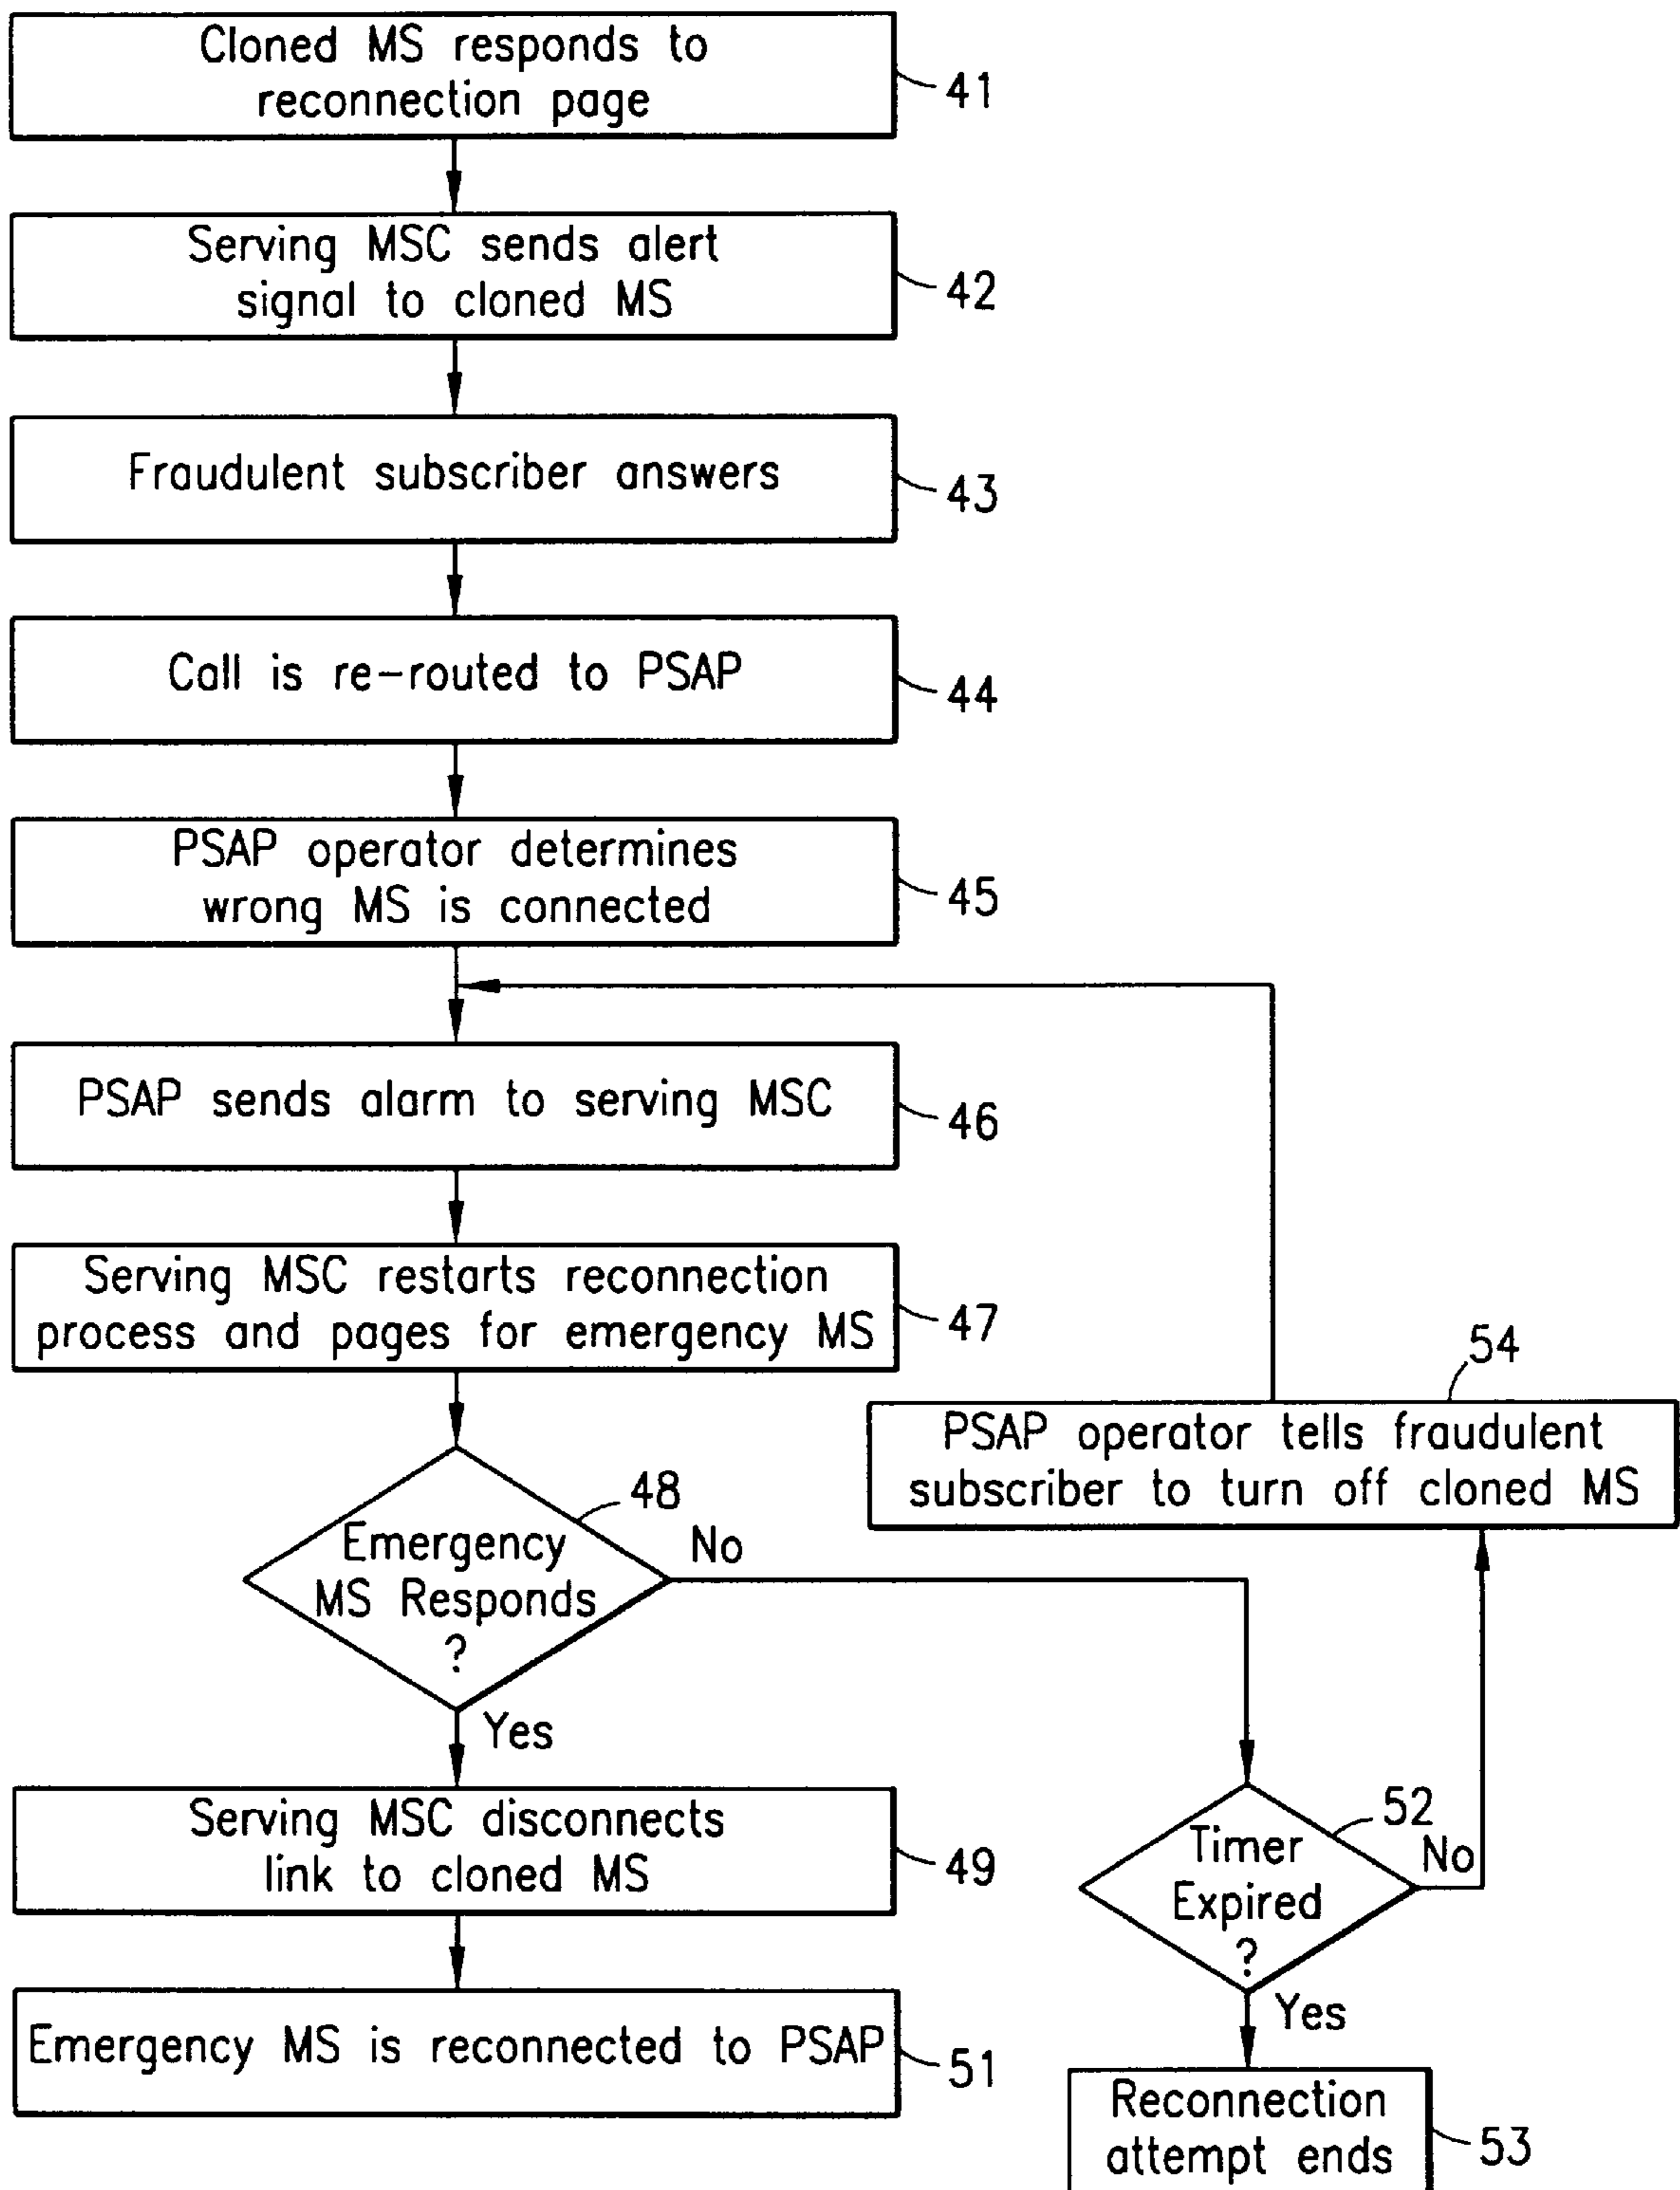 Cloned MS responds to
reconnection page
41
Serving MSC sends alert
signal to cloned MS
42
Fraudulent subscriber answers
43
Call is re-routed to PSAP
44
PSAP operator determines
wrong MS is connected
45
PSAP sends alarm to serving MSC
46
Serving MSC restarts reconnection
process and pages for emergency MS
47
54
PSAP operator tells fraudulent
subscriber to turn off cloned MS
48
Emergency
MS Responds
?
No
Yes
Serving MSC disconnects
link to cloned MS
49
52
Timer
Expired
?
No
Yes
Emergency MS is reconnected to PSAP
51
Reconnection
attempt ends
53